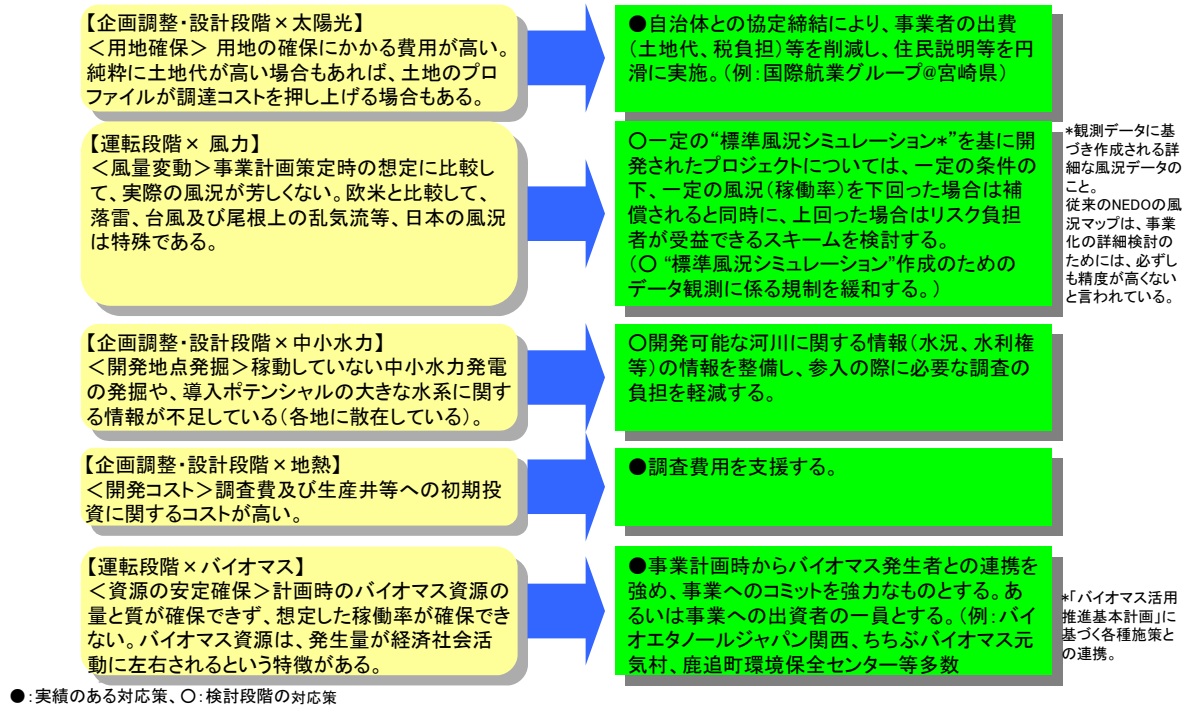 【企画調整・設計段階×太陽光】
＜用地確保＞ 用地の確保にかかる費用が高い。
純粋に土地代が高い場合もあれば、土地のプロ
ファイルが調達コストを押し上げる場合もある。
●自治体との協定締結により、事業者の出費
（土地代、税負担）等を削減し、住民説明等を円
滑に実施。（例：国際航業グループ@宮崎県）
【運転段階× 風力】
＜風量変動＞事業計画策定時の想定に比較し
て、実際の風況が芳しくない。欧米と比較して、
落雷、台風及び尾根上の乱気流等、日本の風況
は特殊である。
〇一定の“標準風況シミュレーション*”を基に開
発されたプロジェクトについては、一定の条件の
下、一定の風況（稼働率）を下回った場合は補
償されると同時に、上回った場合はリスク負担
者が受益できるスキームを検討する。
（〇 “標準風況シミュレーション”作成のための
データ観測に係る規制を緩和する。）
*観測データに基
づき作成される詳
細な風況データの
こと。
従来のNEDOの風
況マップは、事業
化の詳細検討の
ためには、必ずし
も精度が高くない
と言われている。
【企画調整・設計段階×中小水力】
＜開発地点発掘＞稼動していない中小水力発電
の発掘や、導入ポテンシャルの大きな水系に関す
る情報が不足している（各地に散在している）。
〇開発可能な河川に関する情報（水況、水利権
等）の情報を整備し、参入の際に必要な調査の
負担を軽減する。
【企画調整・設計段階×地熱】
＜開発コスト＞調査費及び生産井等への初期投
資に関するコストが高い。
●調査費用を支援する。
【運転段階×バイオマス】
＜資源の安定確保＞計画時のバイオマス資源の
量と質が確保できず、想定した稼働率が確保でき
ない。バイオマス資源は、発生量が経済社会活
動に左右されるという特徴がある。
●事業計画時からバイオマス発生者との連携を
強め、事業へのコミットを強力なものとする。あ
るいは事業への出資者の一員とする。（例：バイ
オエタノールジャパン関西、ちちぶバイオマス元
気村、鹿追町環境保全センター等多数
*「バイオマス活用
推進基本計画」に
基づく各種施策と
の連携。
●：実績のある対応策、〇：検討段階の対応策